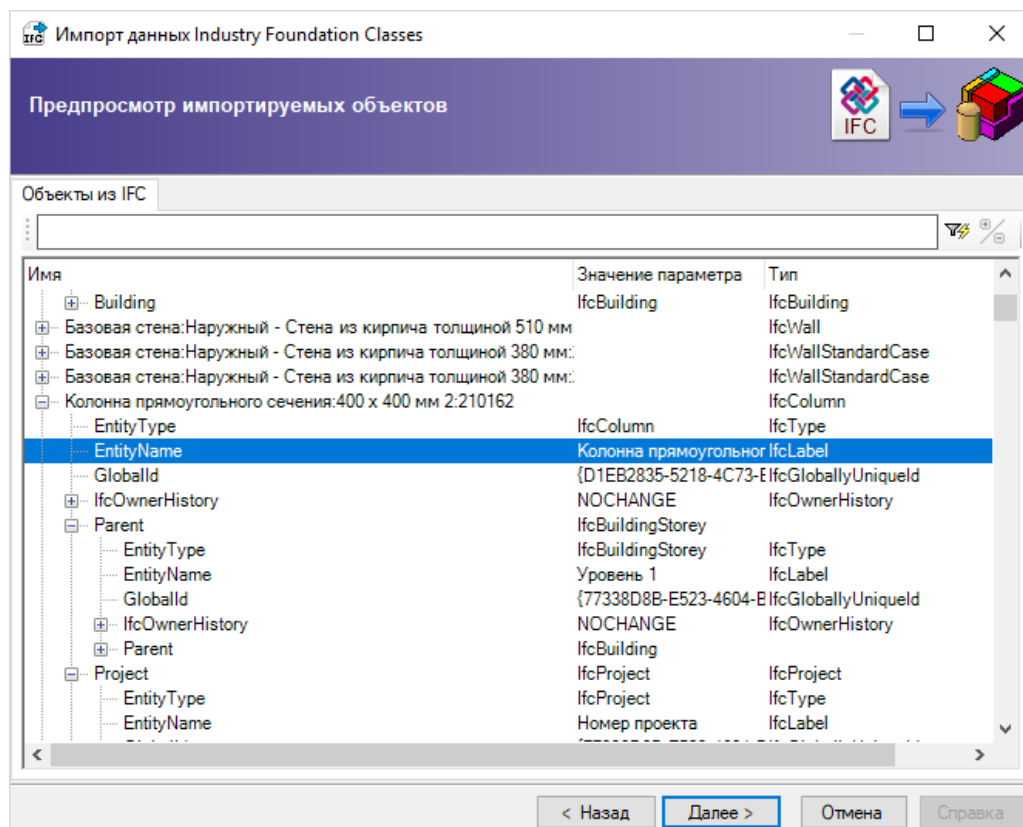 Импорт данных Industry Foundation Classes
Предпросмотр импортируемых объектов
IFC
Объекты из IFC
Имя Значение параметра Тип
Building IfcBuilding IfcBuilding
Базовая стена:Наружный - Стена из кирпича толщиной 510 мм IfcWall
Базовая стена:Наружный - Стена из кирпича толщиной 380 мм: IfcWallStandardCase
Базовая стена:Наружный - Стена из кирпича толщиной 380 мм: IfcWallStandardCase
Колонна прямоугольного сечения:400 x 400 мм 2:210162 IfcColumn
EntityType IfcColumn IfcType
EntityName Колонна прямоугольног IfcLabel
GlobalId {D1EB2835-5218-4C73-E IfcGloballyUniqueId
IfcOwnerHistory NOCHANGE IfcOwnerHistory
Parent IfcBuildingStorey
EntityType IfcBuildingStorey IfcType
EntityName Уровень 1 IfcLabel
GlobalId {77338D8B-E523-4604-B IfcGloballyUniqueId
IfcOwnerHistory NOCHANGE IfcOwnerHistory
Parent IfcBuilding
Project IfcProject IfcProject
EntityType IfcProject IfcType
EntityName Номер проекта IfcLabel
< Назад Далее > Отмена Справка